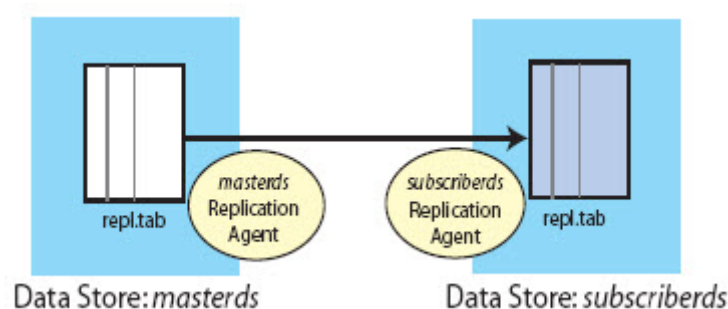 repl.tab
masterds
Replication
Agent
subscriberds
Replication
Agent
repl.tab
Data Store: masterds
Data Store: subscriberds